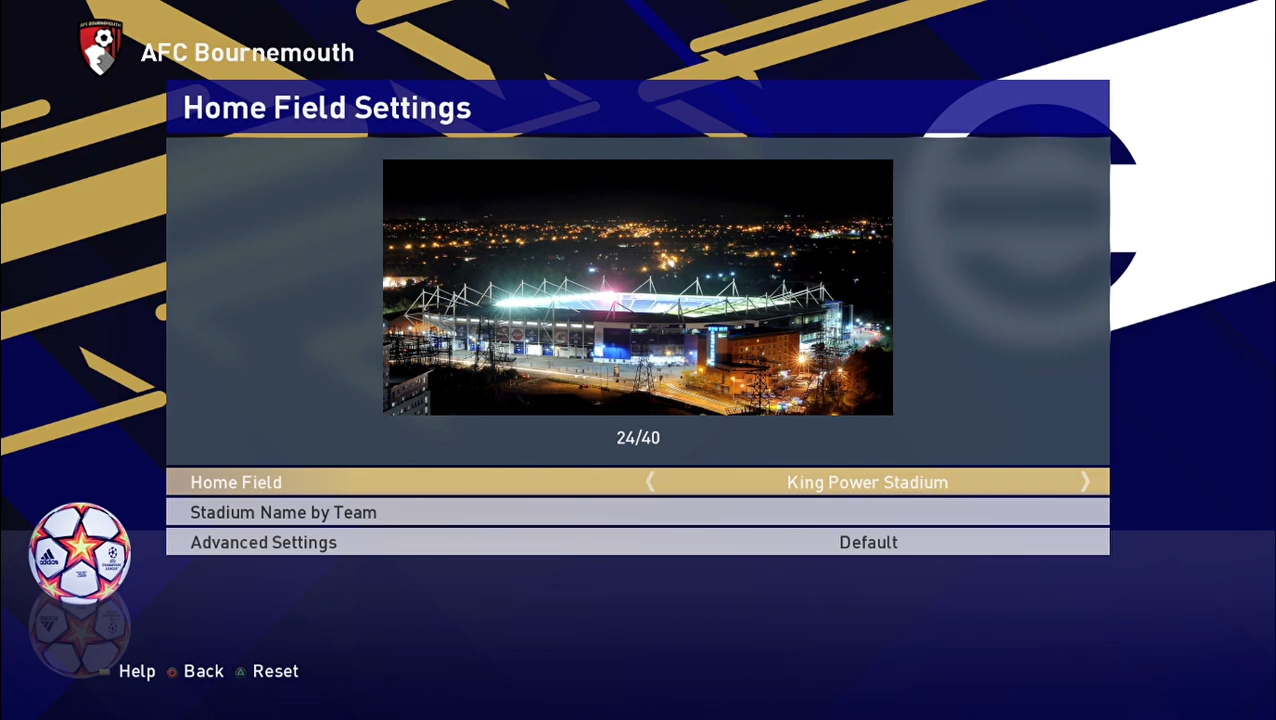 AFC Bournemouth
Home Field Settings
24/40
Home Field
King Power Stadium
Stadium Name by Team
Advanced Settings
Default
adidas
Help
Back
Reset